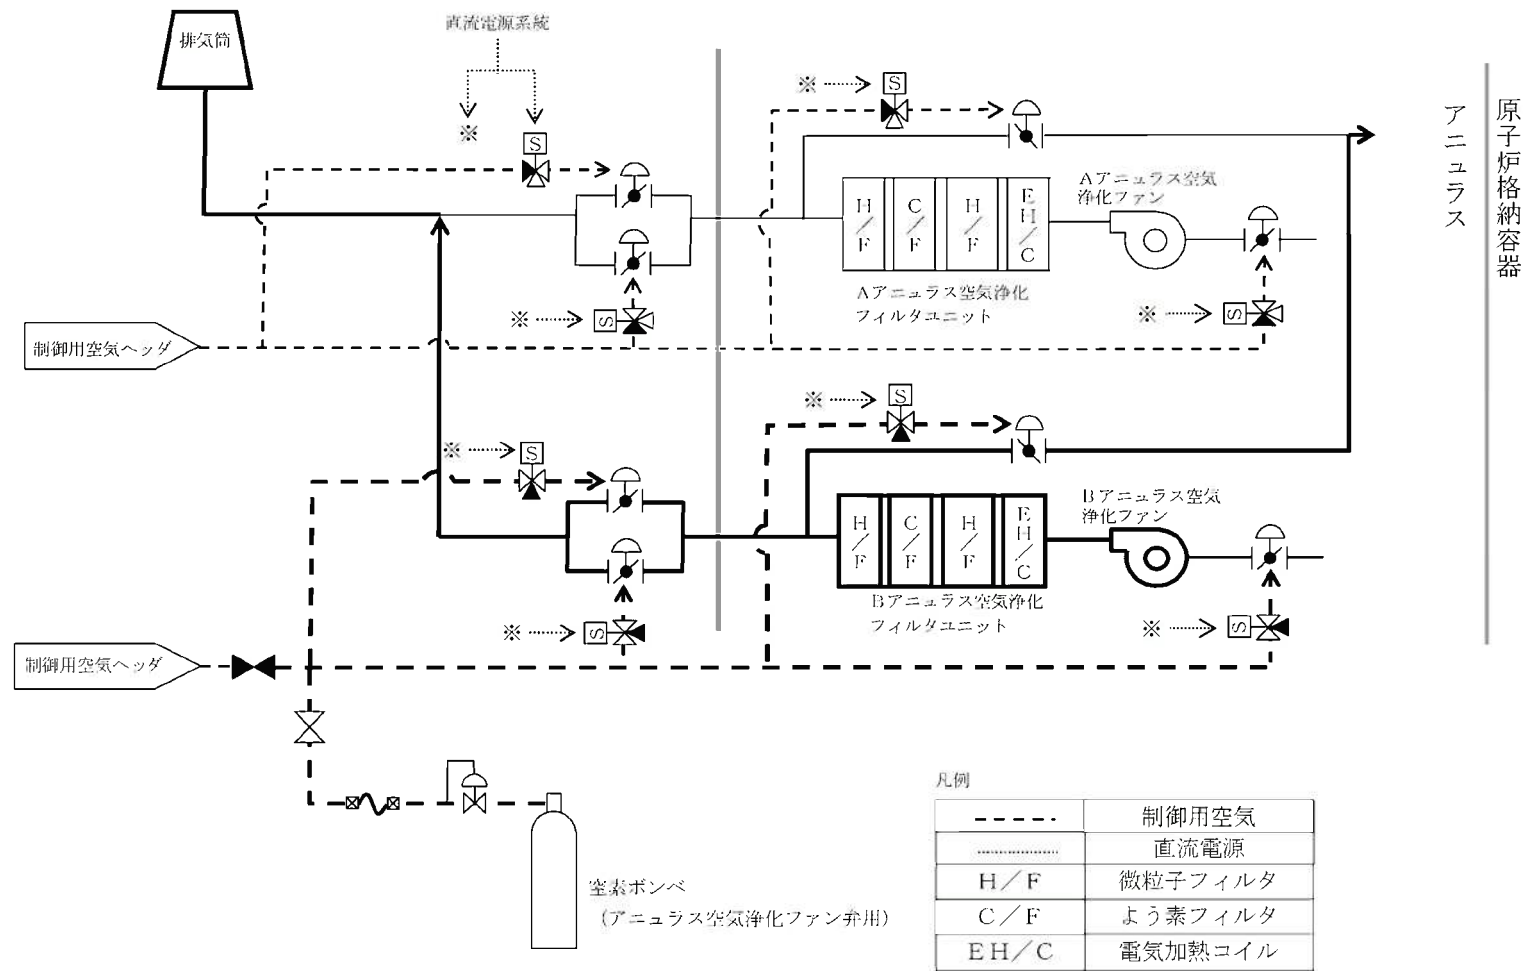 排気筒
直流電源系統
※
S
※
S
S
※
S
H/F
C/F
H/F
EH/C
Aアニュラス空気
浄化ファン
Aアニュラス空気浄化
フィルタユニット
※
S
アニュラス
原子炉格納容器
制御用空気ヘッダ
※
S
※
S
※
S
H/F
C/F
H/F
EH/C
Bアニュラス空気
浄化ファン
Bアニュラス空気浄化
フィルタユニット
※
S
※
S
制御用空気ヘッダ
窒素ボンベ
(アニュラス空気浄化ファン弁用)
凡例
制御用空気
直流電源
H/F 微粒子フィルタ
C/F よう素フィルタ
EH/C 電気加熱コイル